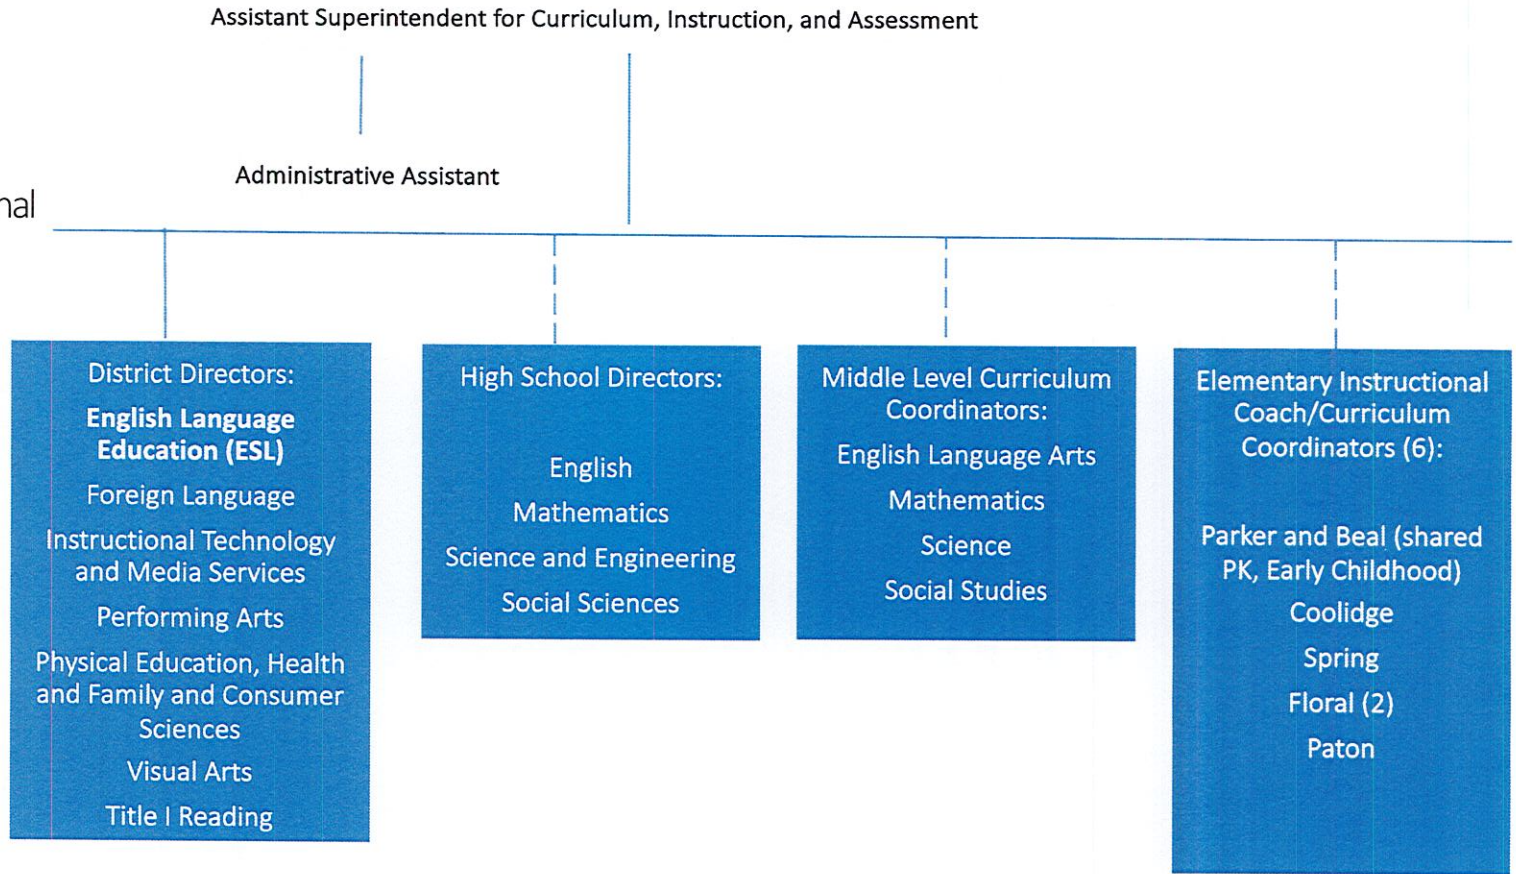 Assistant Superintendent for Curriculum, Instruction, and Assessment
Administrative Assistant
nal
District Directors:
English Language
Education (ESL)
Foreign Language
Instructional Technology
and Media Services
Performing Arts
Physical Education, Health
and Family and Consumer
Sciences
Visual Arts
Title I Reading
High School Directors:
English
Mathematics
Science and Engineering
Social Sciences
Middle Level Curriculum
Coordinators:
English Language Arts
Mathematics
Science
Social Studies
Elementary Instructional
Coach/Curriculum
Coordinators (6):
Parker and Beal (shared
PK, Early Childhood)
Coolidge
Spring
Floral (2)
Paton